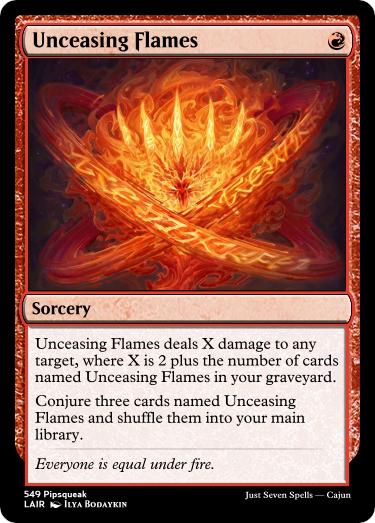 Unceasing Flames
Sorcery
Unceasing Flames deals X damage to any
target, where X is 2 plus the number of cards
named Unceasing Flames in your graveyard.
Conjure three cards named Unceasing
Flames and shuffle them into your main
library.
Everyone is equal under fire.
549 Pipsqueak
LAIR Ilya Bodaykin
Just Seven Spells — Cajun